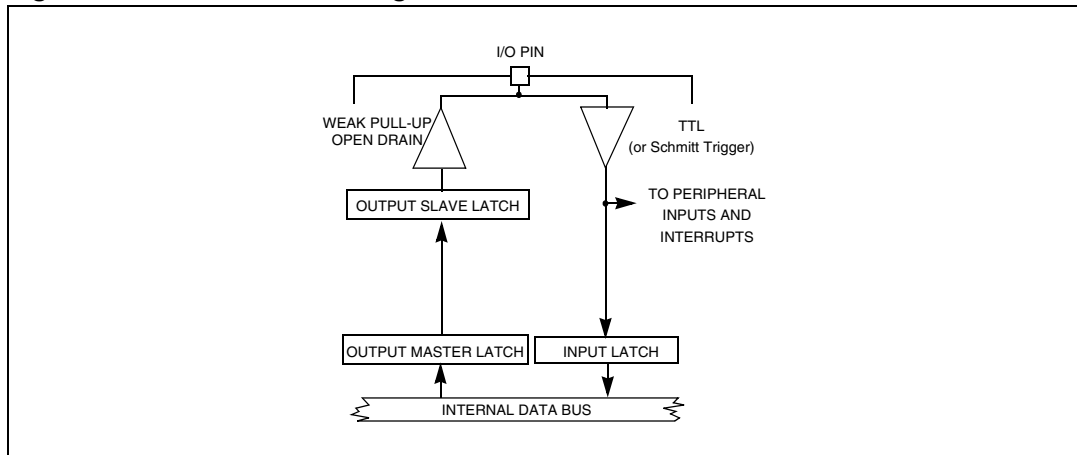 I/O PIN
WEAK PULL-UP
OPEN DRAIN
TTL
(or Schmitt Trigger)
OUTPUT SLAVE LATCH
TO PERIPHERAL
INPUTS AND
INTERRUPTS
OUTPUT MASTER LATCH
INPUT LATCH
INTERNAL DATA BUS